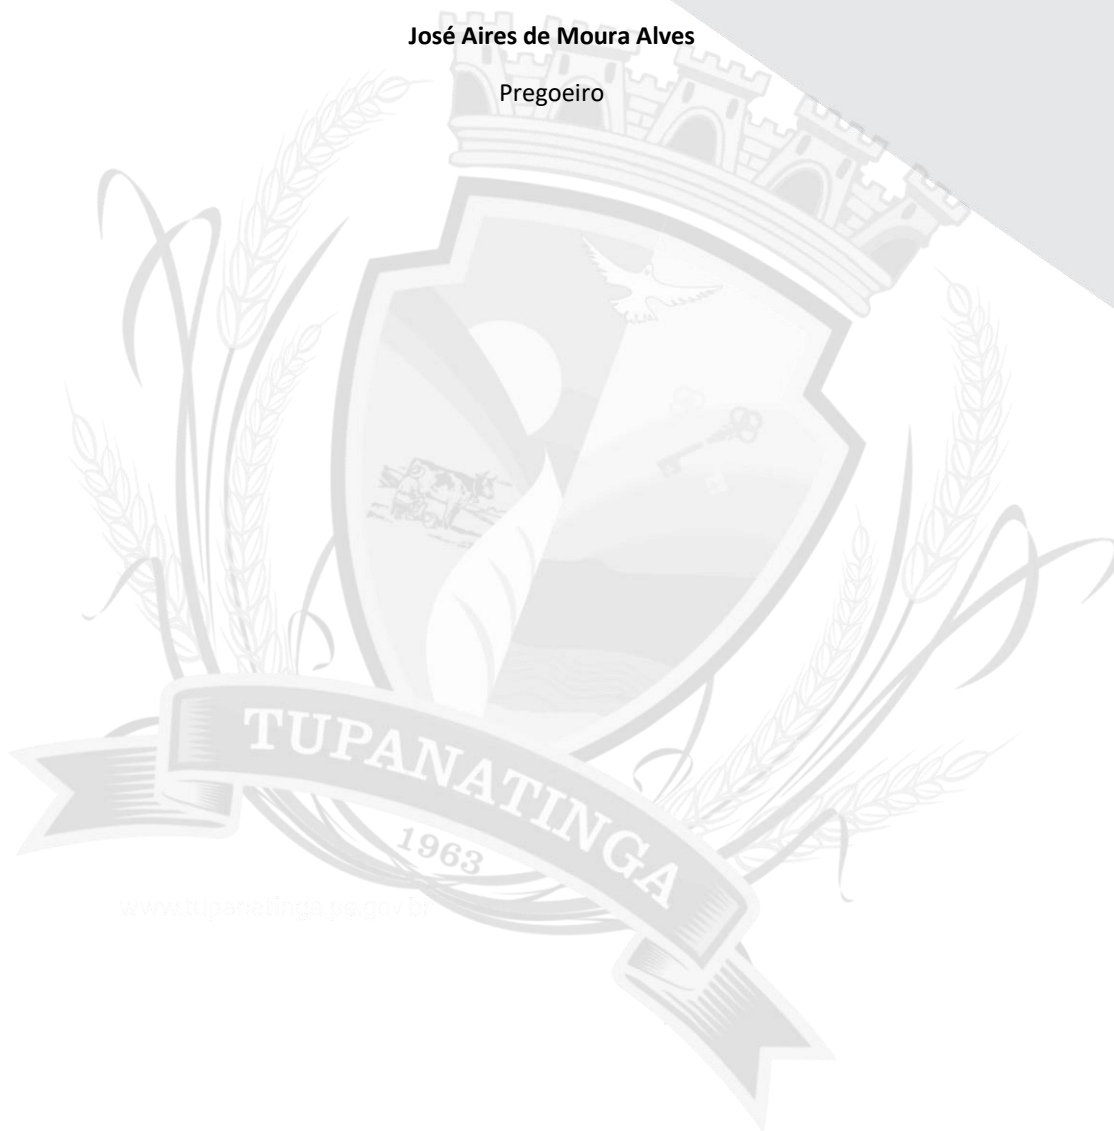 José Aires de Moura Alves
Pregoeiro
TUPANATINGA
1963
www.tupanatinga.pe.gov.br